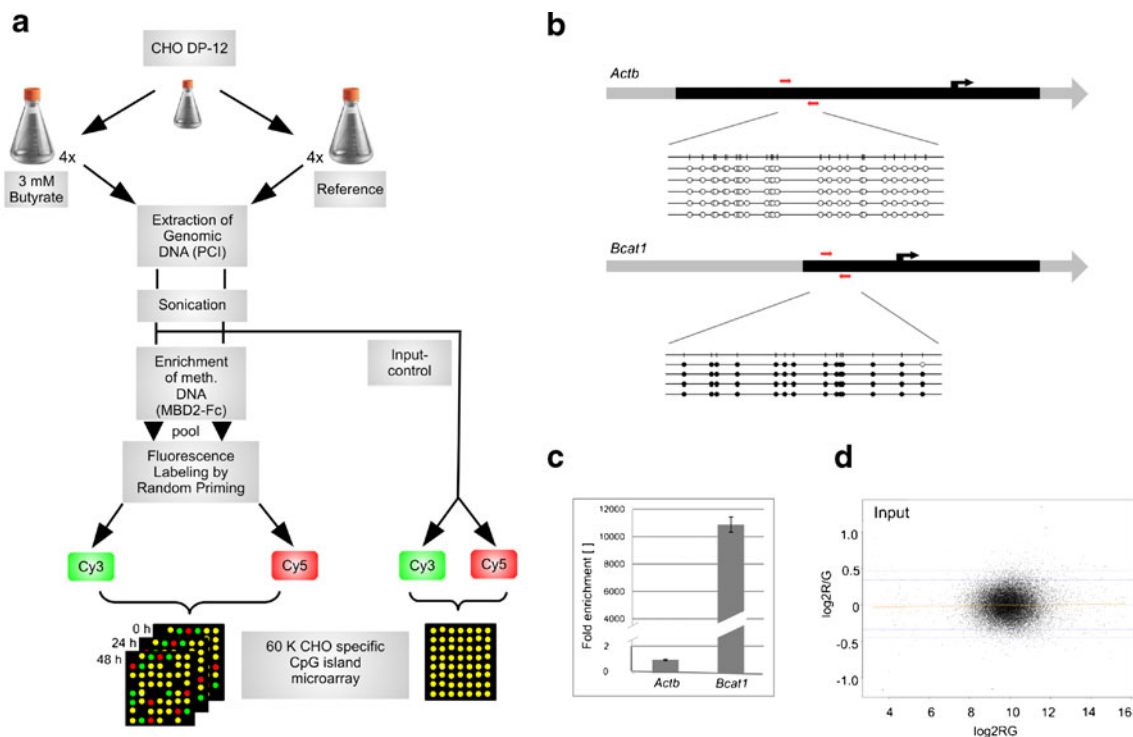 a
CHO DP-12
4x
4x
3 mM
Butyrate
Reference
Extraction of
Genomic
DNA (PCI)
Sonication
Enrichment
of meth.
DNA
(MBD2-Fc)
Input-
control
pool
Fluorescence
Labeling by
Random Priming
Cy3
Cy5
Cy3
Cy5
0 h
24 h
48 h
60 K CHO specific
CpG island
microarray
b
Actb
Bcat1
c
Fold enrichment [ ]
12000
10000
8000
6000
4000
2
0
Actb
Bcat1
d
Input
log2R/G
1.0
0.5
0
-0.5
-1.0
4
6
8
10
12
14
16
log2RG